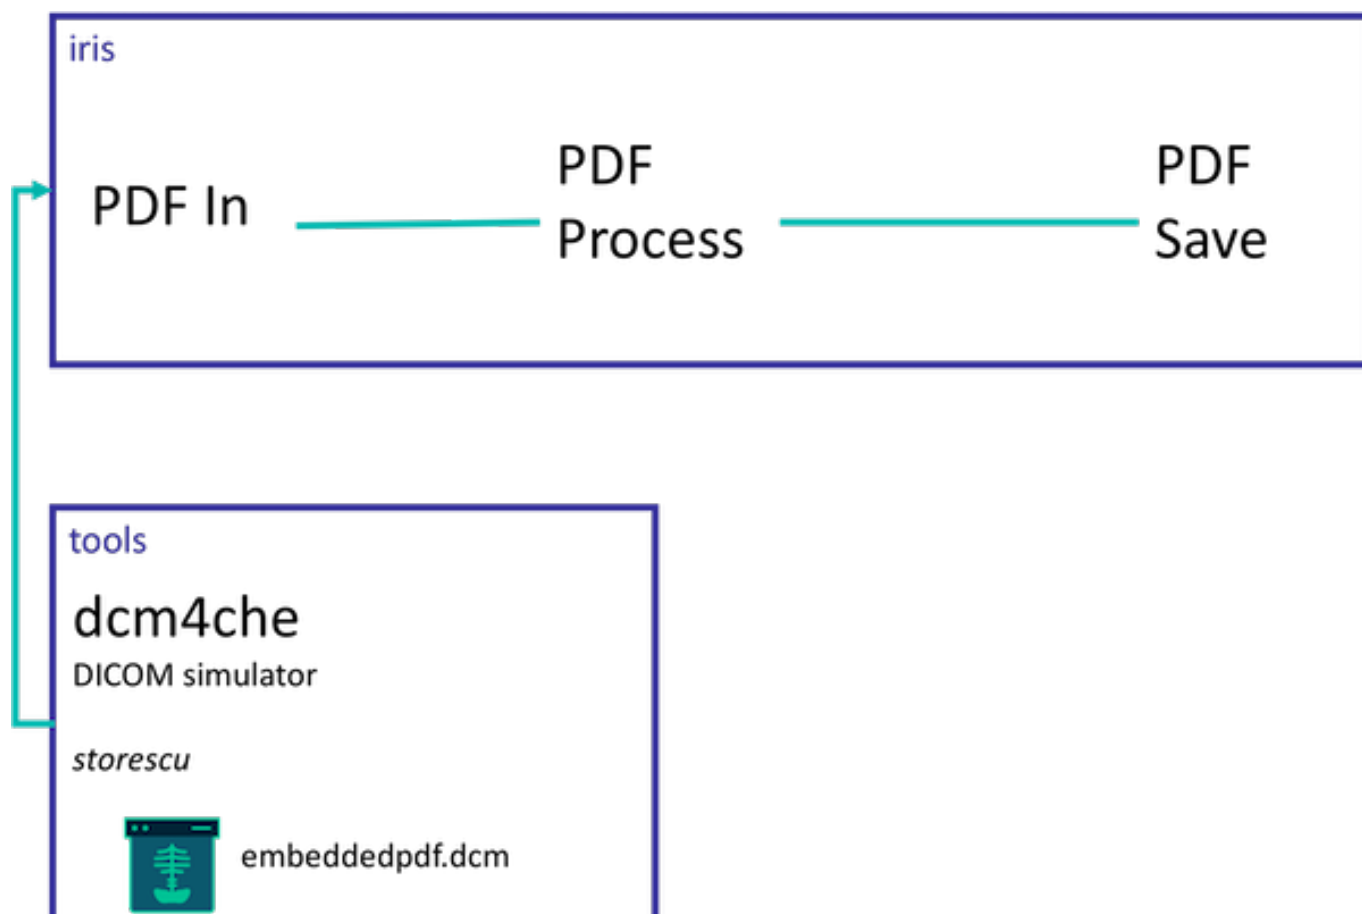 iris
PDF In
PDF
Process
PDF
Save
tools
dcm4che
DICOM simulator
storescu
embeddedpdf.dcm